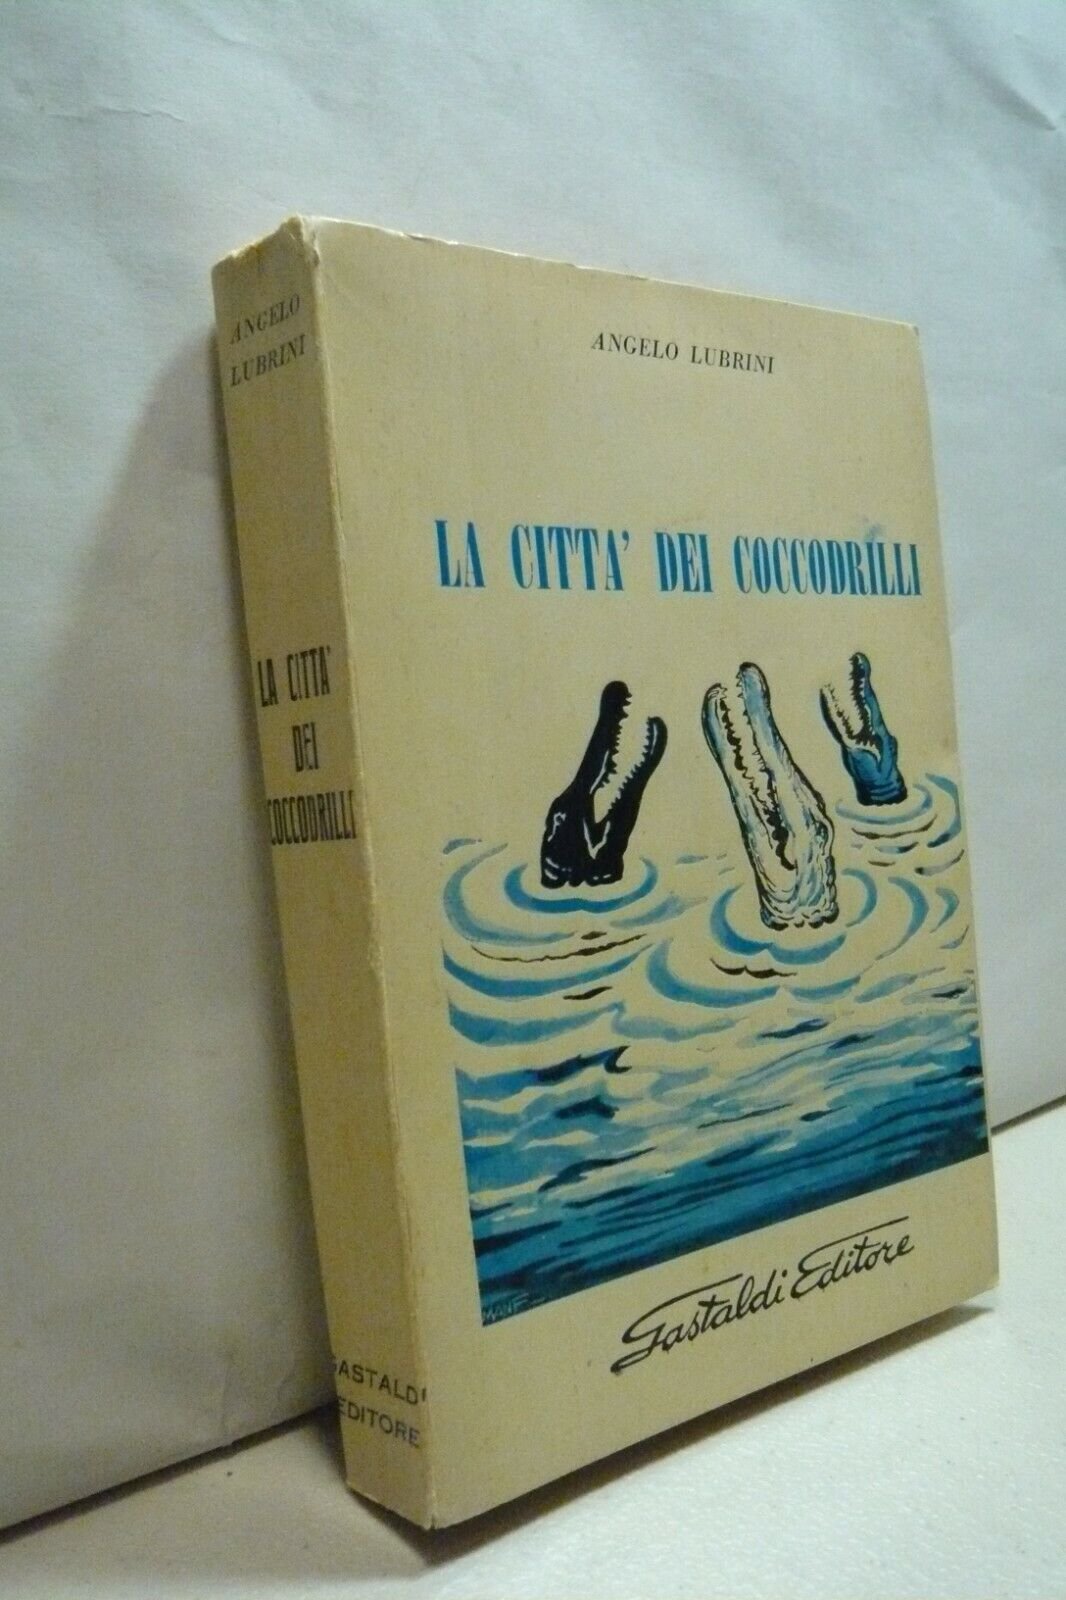 ANGELO
LUBRINI
LA CITTA'
DEI
COCCODRILLI
GASTALDI
EDITORE
ANGELO LUBRINI
LA CITTA' DEI COCCODRILLI
Gastaldi Editore